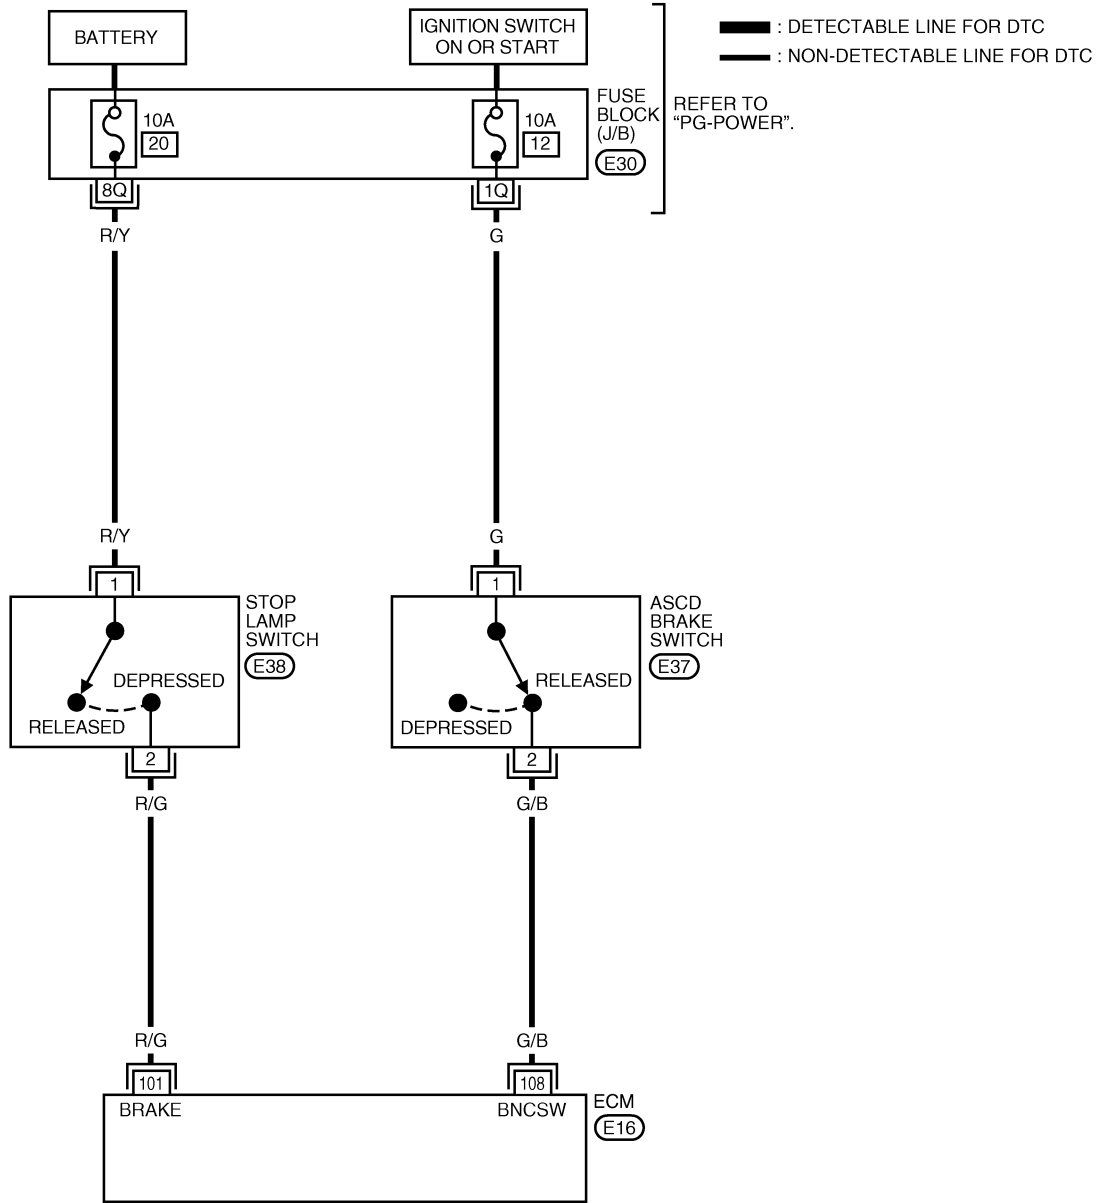 BATTERY
IGNITION SWITCH
ON OR START
: DETECTABLE LINE FOR DTC
: NON-DETECTABLE LINE FOR DTC
10A
20
10A
12
FUSE
BLOCK
(J/B)
E30
REFER TO
“PG-POWER”.
8Q
1Q
R/Y
G
R/Y
G
1
1
STOP
LAMP
SWITCH
E38
DEPRESSED
RELEASED
ASCD
BRAKE
SWITCH
E37
RELEASED
DEPRESSED
2
2
R/G
G/B
R/G
G/B
101
108
BRAKE
BNCSW
ECM
E16